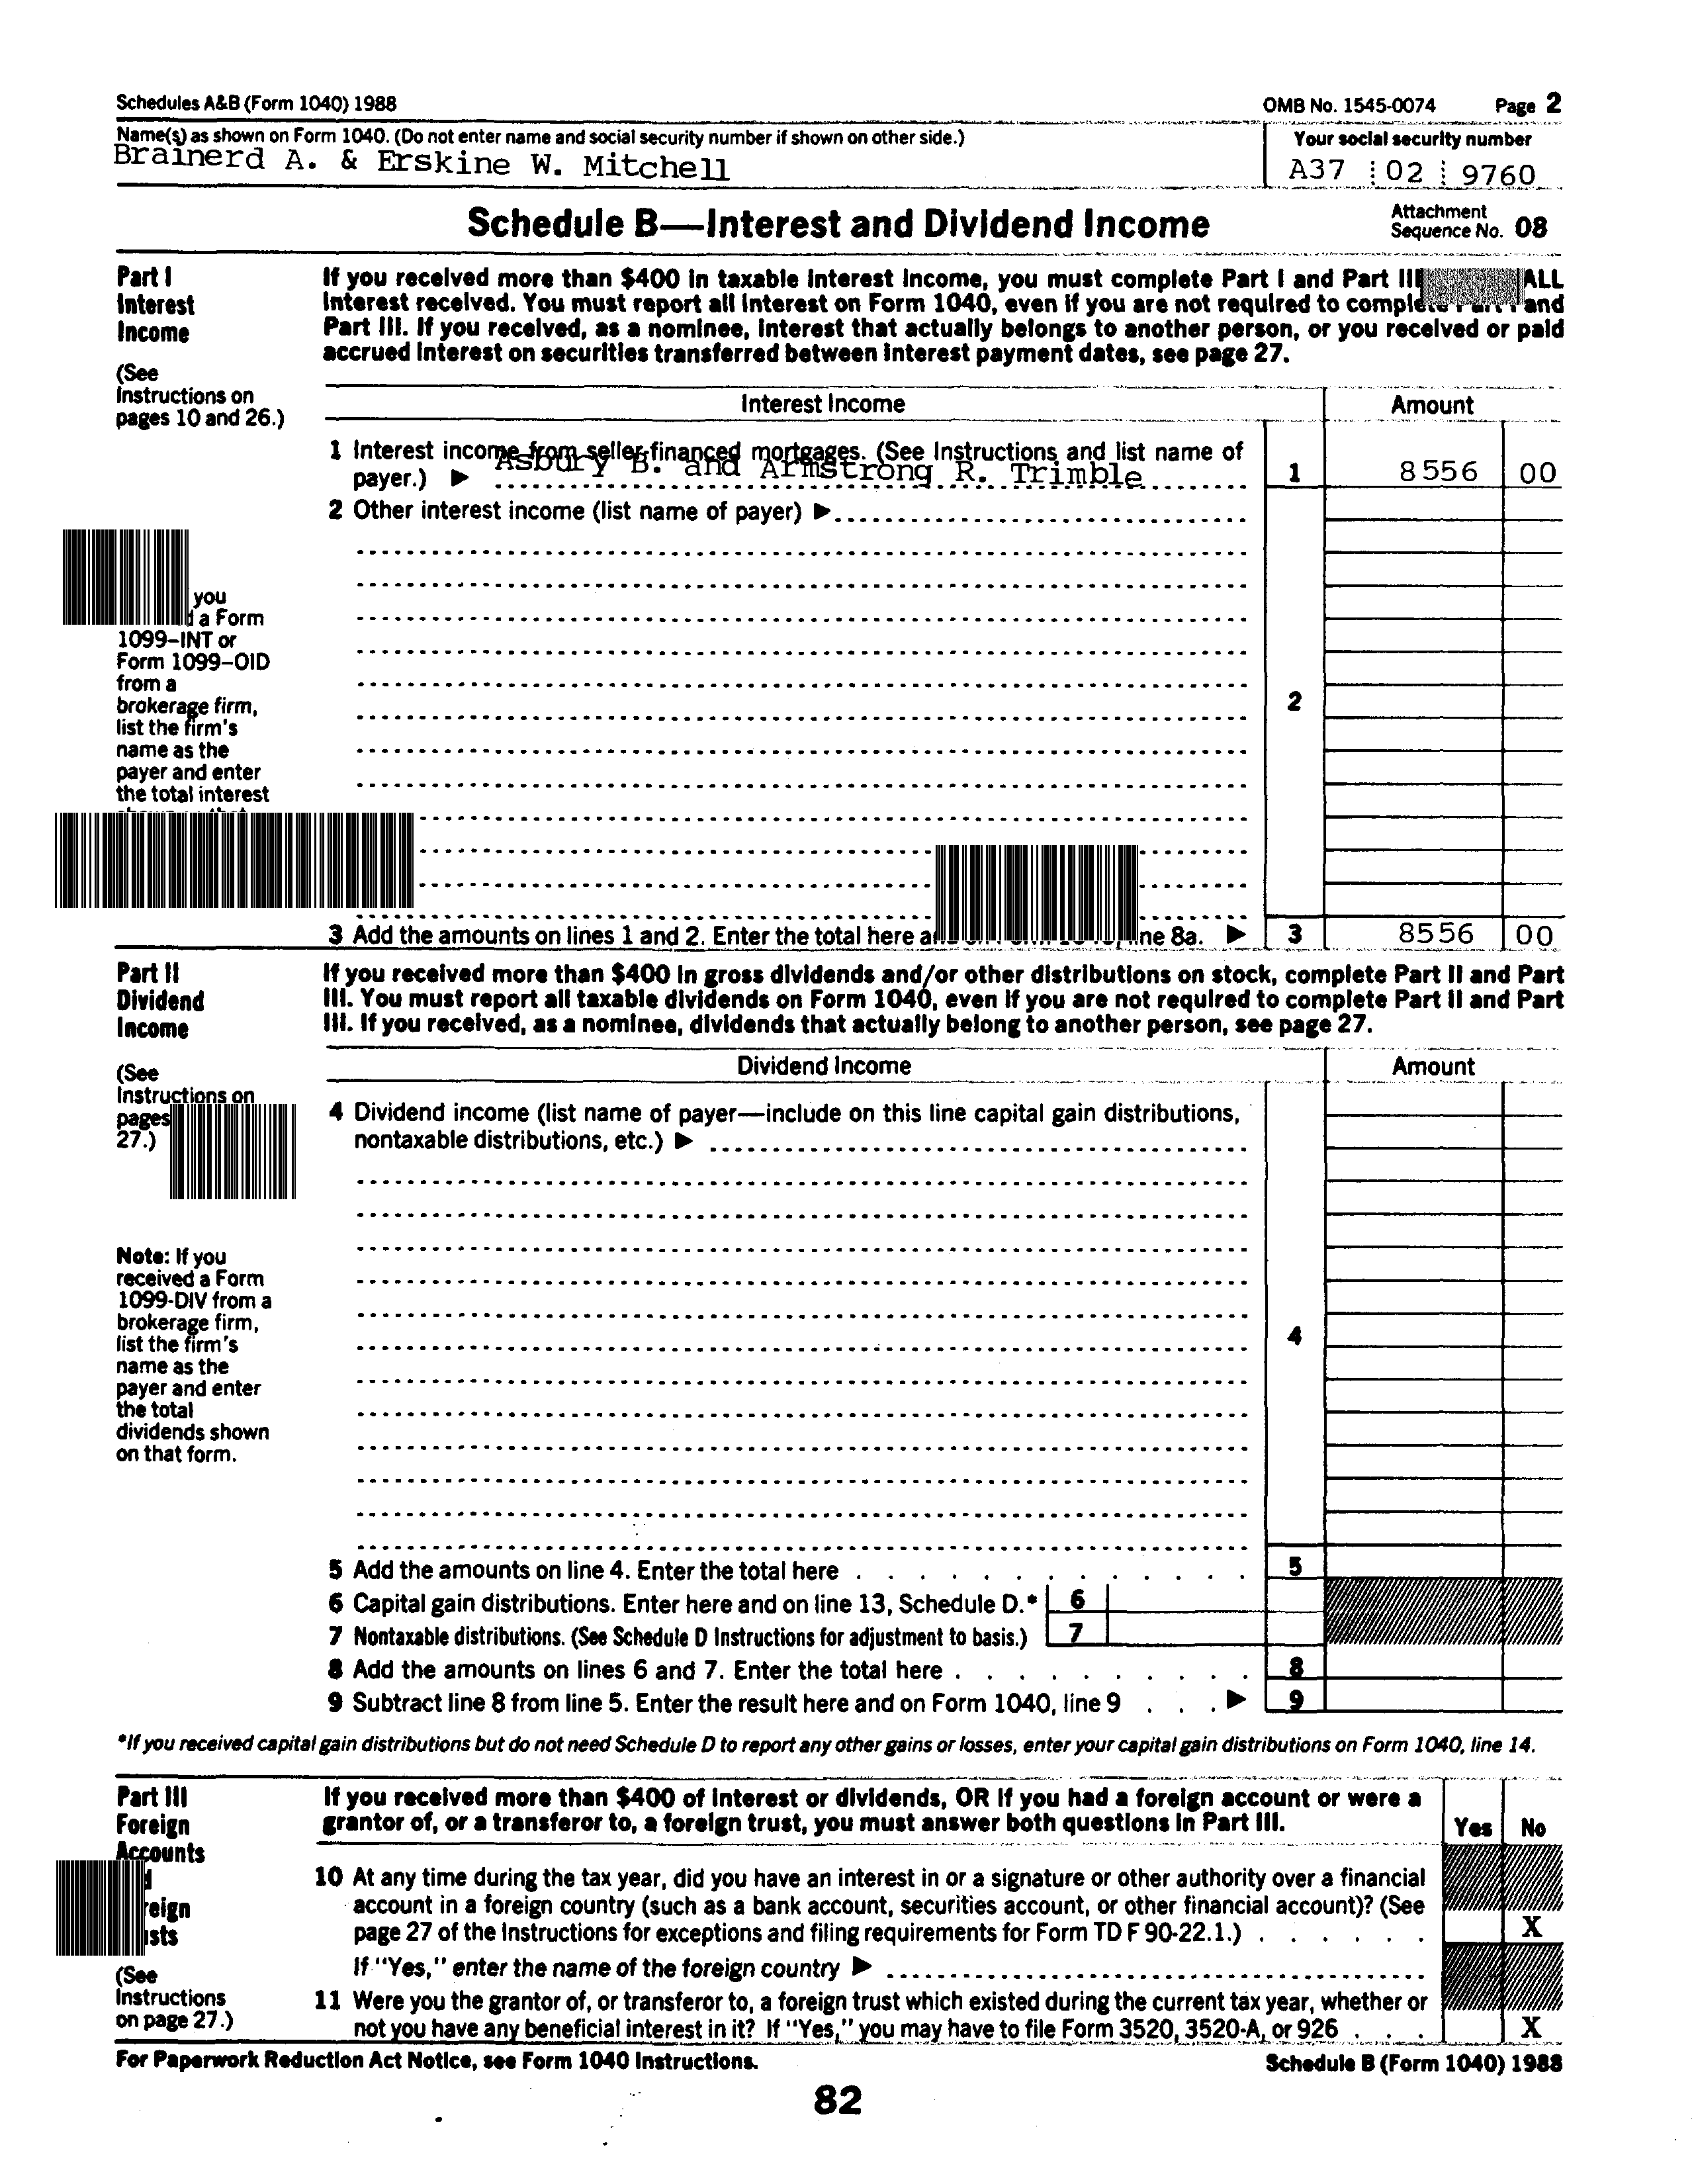 Schedules A&B (Form 1040) 1988 OMB No. 1545-0074 Page 2
Name(s) as shown on Form 1040. (Do not enter name and social security number if shown on other side.) Your social security number
Brainerd A. & Erskine W. Mitchell A37 02 9760
Schedule B—Interest and Dividend Income Attachment Sequence No. 08
Part I
Interest
Income
(See
Instructions on
pages 10 and 26.)
If you received more than $400 in taxable interest income, you must complete Part I and Part III ALL
interest received. You must report all interest on Form 1040, even if you are not required to complete Part I and
Part III. If you received, as a nominee, interest that actually belongs to another person, or you received or paid
accrued interest on securities transferred between interest payment dates, see page 27.
Interest Income Amount
1 Interest income from seller-financed mortgages. (See Instructions and list name of
payer.) ▶ Asbury B. and Armstrong R. Trimble 1 8556 00
2 Other interest income (list name of payer) ▶
you
a Form
1099–INT or
Form 1099–OID
from a
brokerage firm,
list the firm's
name as the
payer and enter
the total interest
2
3 Add the amounts on lines 1 and 2. Enter the total here line 8a. ▶ 3 8556 00
Part II
Dividend
Income
(See
Instructions on
pages
27.)
If you received more than $400 in gross dividends and/or other distributions on stock, complete Part II and Part
III. You must report all taxable dividends on Form 1040, even if you are not required to complete Part II and Part
III. If you received, as a nominee, dividends that actually belong to another person, see page 27.
Dividend Income Amount
4 Dividend income (list name of payer—include on this line capital gain distributions,
nontaxable distributions, etc.) ▶
Note: If you
received a Form
1099-DIV from a
brokerage firm,
list the firm's
name as the
payer and enter
the total
dividends shown
on that form.
4
5 Add the amounts on line 4. Enter the total here 5
6 Capital gain distributions. Enter here and on line 13, Schedule D.* 6
7 Nontaxable distributions. (See Schedule D Instructions for adjustment to basis.) 7
8 Add the amounts on lines 6 and 7. Enter the total here 8
9 Subtract line 8 from line 5. Enter the result here and on Form 1040, line 9 ▶ 9
*If you received capital gain distributions but do not need Schedule D to report any other gains or losses, enter your capital gain distributions on Form 1040, line 14.
Part III
Foreign
Accounts
(See
Instructions
on page 27.)
If you received more than $400 of interest or dividends, OR if you had a foreign account or were a
grantor of, or a transferor to, a foreign trust, you must answer both questions in Part III. Yes No
10 At any time during the tax year, did you have an interest in or a signature or other authority over a financial
account in a foreign country (such as a bank account, securities account, or other financial account)? (See
page 27 of the Instructions for exceptions and filing requirements for Form TD F 90-22.1.) X
If "Yes," enter the name of the foreign country ▶
11 Were you the grantor of, or transferor to, a foreign trust which existed during the current tax year, whether or
not you have any beneficial interest in it? If "Yes," you may have to file Form 3520, 3520-A, or 926 X
For Paperwork Reduction Act Notice, see Form 1040 Instructions. Schedule B (Form 1040) 1988
82